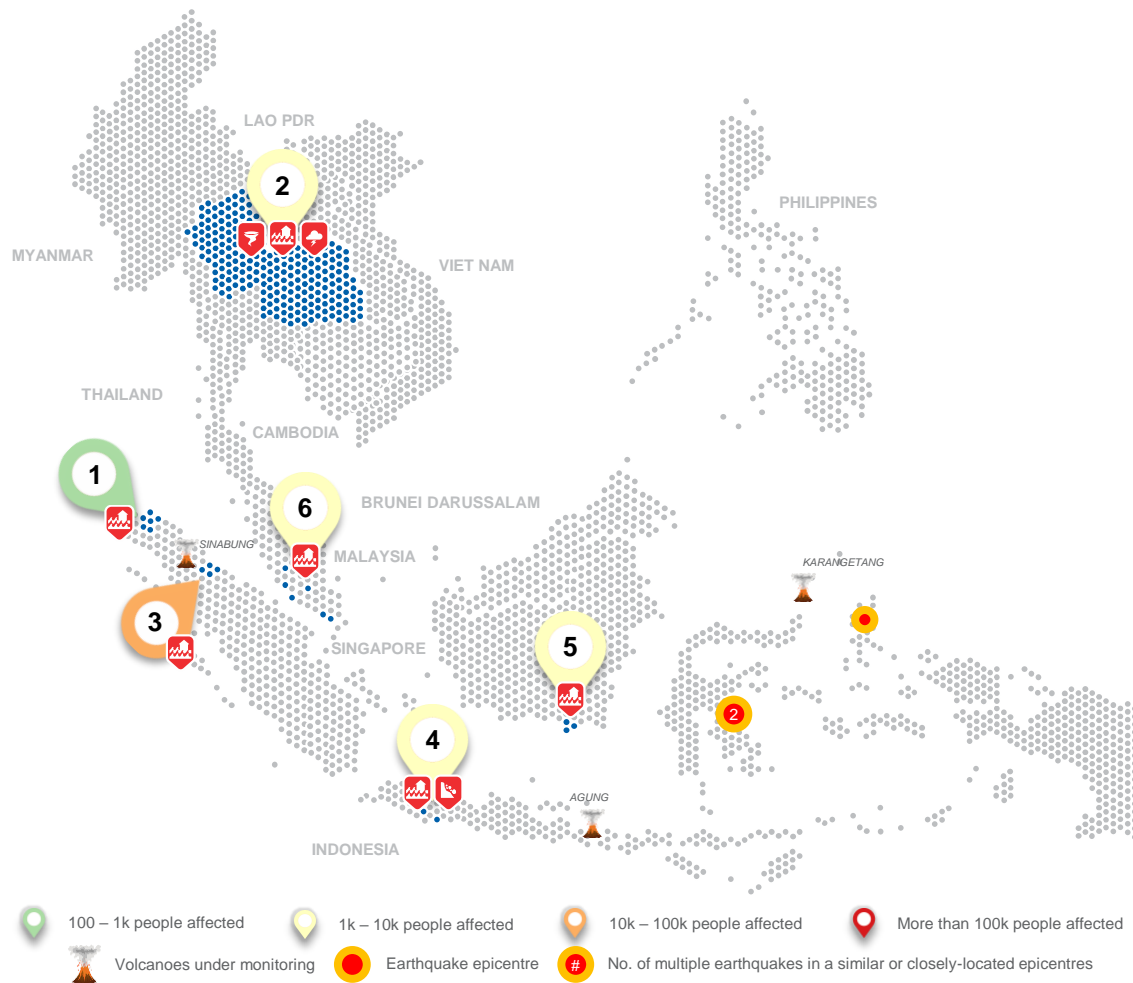 LAO PDR
2
PHILIPPINES
MYANMAR
VIET NAM
THAILAND
CAMBODIA
1
6
BRUNEI DARUSSALAM
SINABUNG
MALAYSIA
KARANGETANG
3
SINGAPORE
5
2
4
AGUNG
INDONESIA
100 – 1k people affected
1k – 10k people affected
10k – 100k people affected
More than 100k people affected
Volcanoes under monitoring
Earthquake epicentre
# No. of multiple earthquakes in a similar or closely-located epicentres